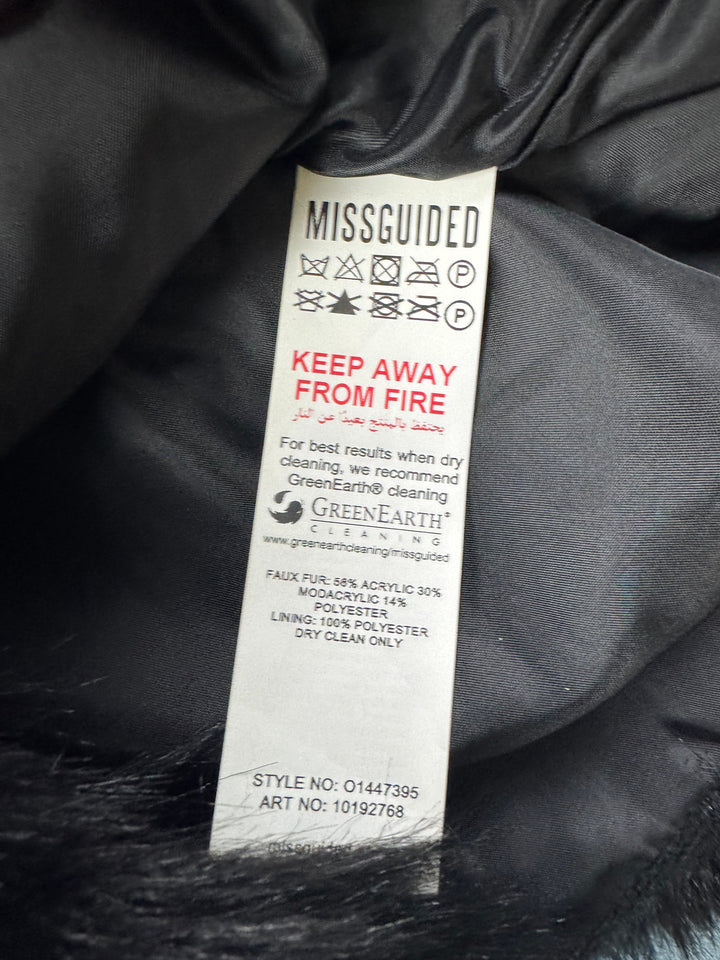 MISSGUIDED
P
P
KEEP AWAY
FROM FIRE
يحتفظ بالمنتج بعيدًا عن النار
For best results when dry
cleaning, we recommend
GreenEarth® cleaning
GREENEARTH®
CLEANING
www.greenearthcleaning/missguided
FAUX FUR: 56% ACRYLIC 30%
MODACRYLIC 14%
POLYESTER
LINING: 100% POLYESTER
DRY CLEAN ONLY
STYLE NO: O1447395
ART NO: 10192768
missguided